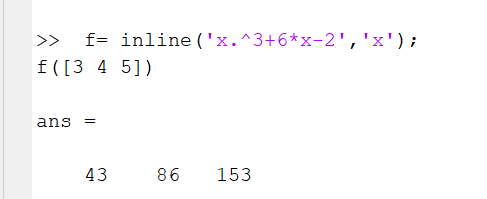 >>  f= inline('x.^3+6*x-2','x');
f([3 4 5])
ans =
43    86   153